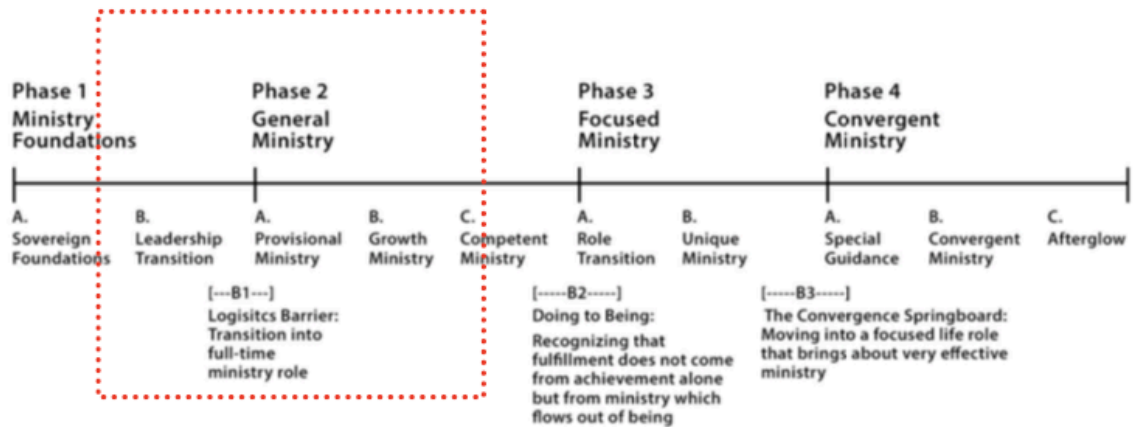 Phase 1
Ministry
Foundations
Phase 2
General
Ministry
Phase 3
Focused
Ministry
Phase 4
Convergent
Ministry
A.
Sovereign
Foundations
B.
Leadership
Transition
A.
Provisional
Ministry
B.
Growth
Ministry
C.
Competent
Ministry
A.
Role
Transition
B.
Unique
Ministry
A.
Special
Guidance
B.
Convergent
Ministry
C.
Afterglow
[---B1---]
Logisitcs Barrier:
Transition into
full-time
ministry role
[-----B2-----]
Doing to Being:
Recognizing that
fulfillment does not come
from achievement alone
but from ministry which
flows out of being
[-----B3-----]
The Convergence Springboard:
Moving into a focused life role
that brings about very effective
ministry